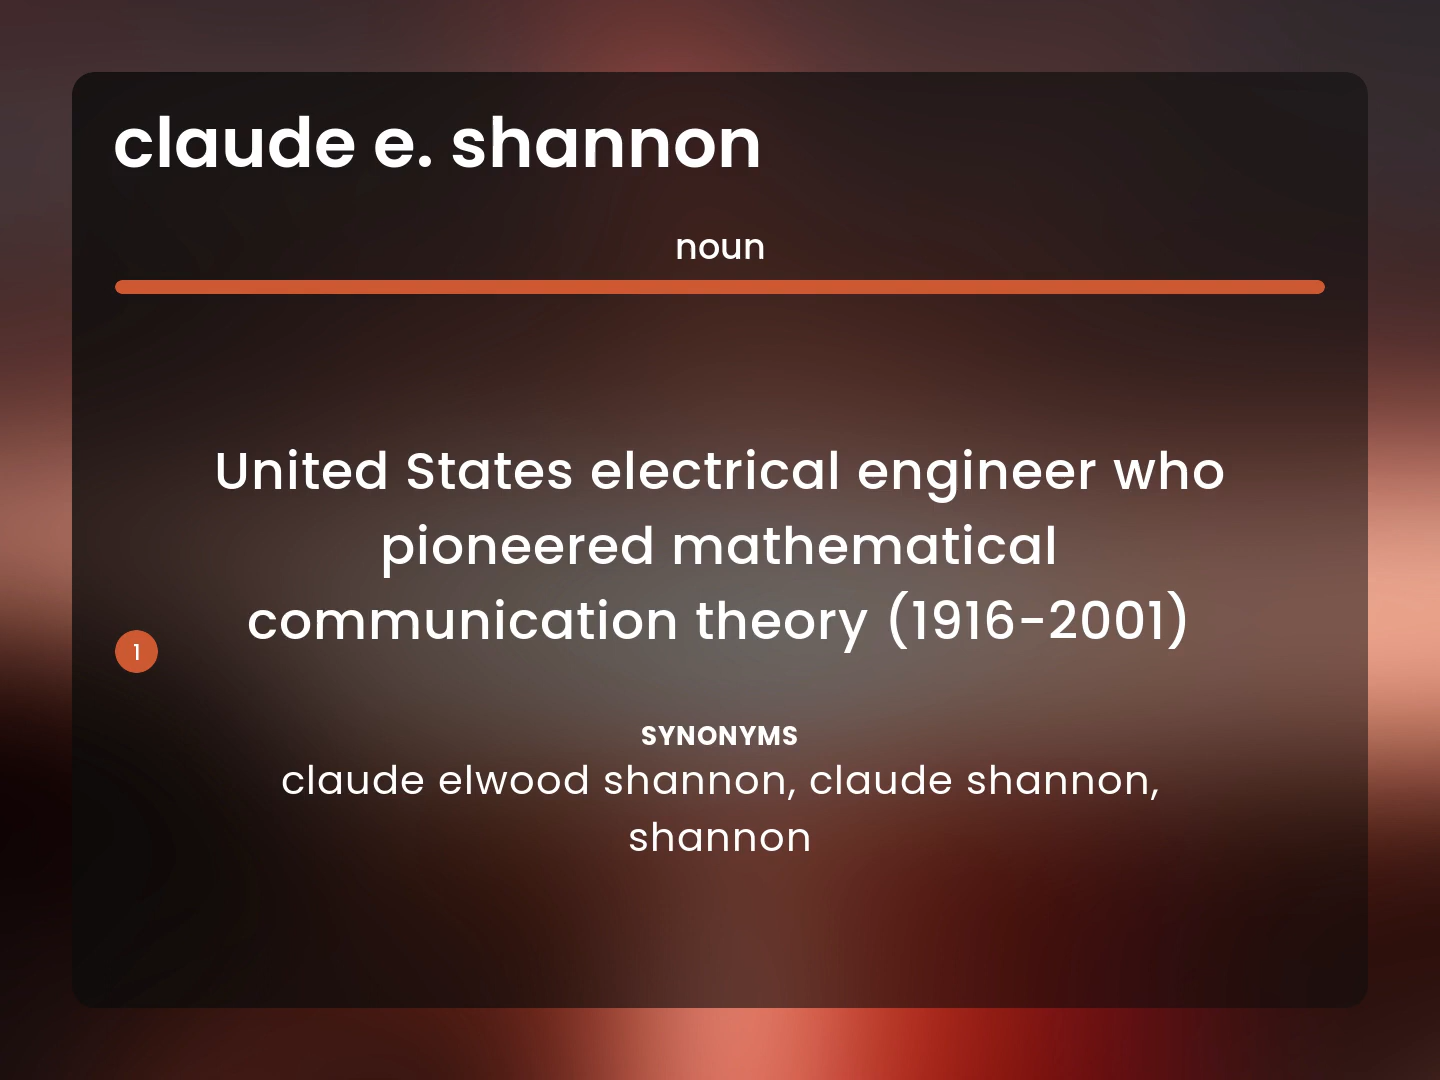 claude e. shannon
noun
United States electrical engineer who
pioneered mathematical
communication theory (1916-2001)
1
SYNONYMS
claude elwood shannon, claude shannon,
shannon